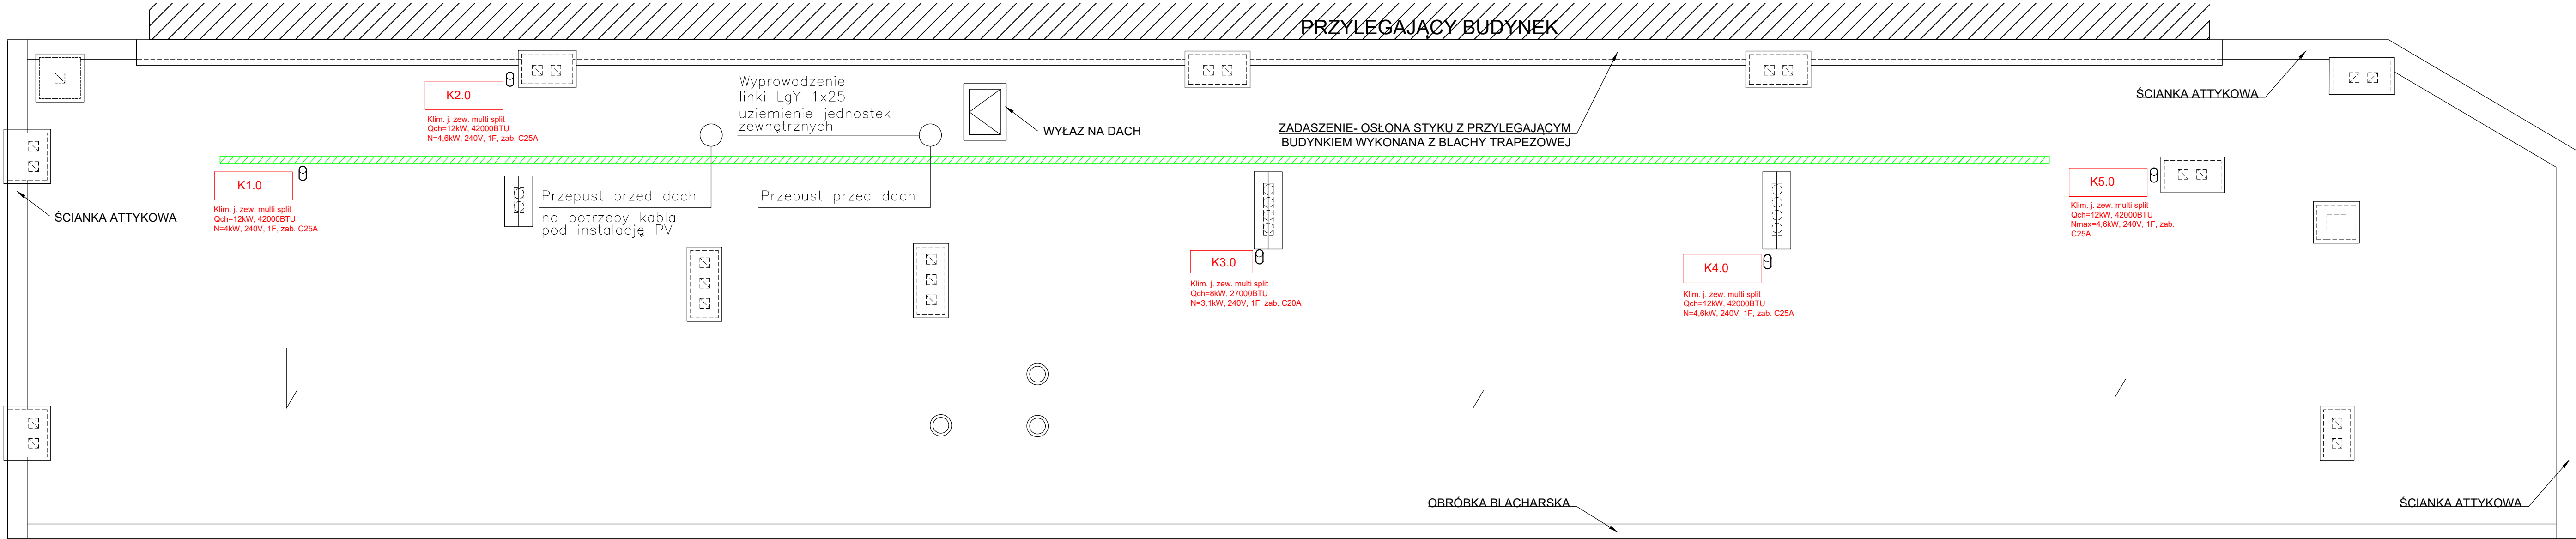 PRZYLEGAJĄCY BUDYNEK
K2.0
Klim. j. zew. multi split
Qch=12kW, 42000BTU
N=4,6kW, 240V, 1F, zab. C25A
Wyprowadzenie
linki LgY 1x25
uziemienie jednostek
zewnętrznych
WYŁAZ NA DACH
ZADASZENIE- OSŁONA STYKU Z PRZYLEGAJĄCYM
BUDYNKIEM WYKONANA Z BLACHY TRAPEZOWEJ
ŚCIANKA ATTYKOWA
K1.0
Klim. j. zew. multi split
Qch=12kW, 42000BTU
N=4kW, 240V, 1F, zab. C25A
ŚCIANKA ATTYKOWA
Przepust przed dach
na potrzeby kabla
pod instalację PV
Przepust przed dach
K5.0
Klim. j. zew. multi split
Qch=12kW, 42000BTU
Nmax=4,6kW, 240V, 1F, zab.
C25A
K3.0
Klim. j. zew. multi split
Qch=8kW, 27000BTU
N=3,1kW, 240V, 1F, zab. C20A
K4.0
Klim. j. zew. multi split
Qch=12kW, 42000BTU
N=4,6kW, 240V, 1F, zab. C25A
OBRÓBKA BLACHARSKA
ŚCIANKA ATTYKOWA